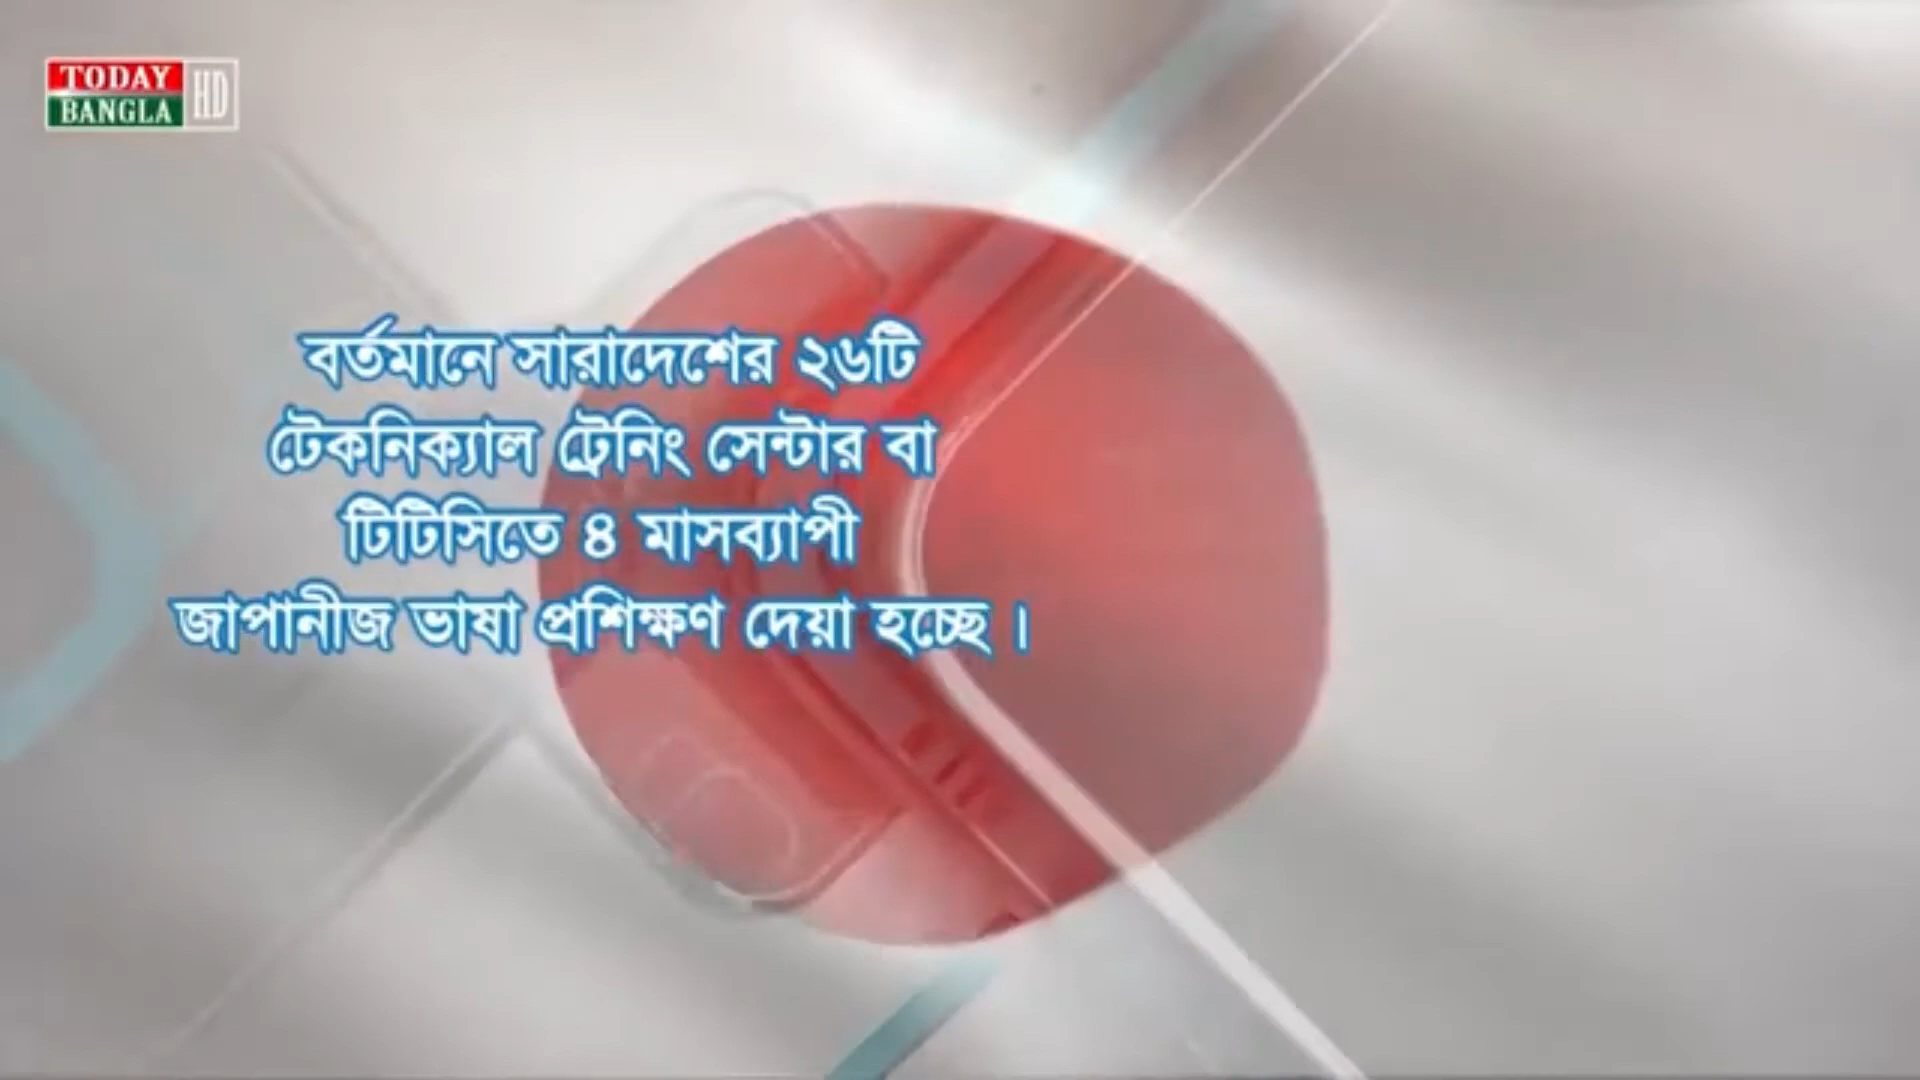 TODAY
BANGLA HD
বর্তমানে সারাদেশের ২৬টি
টেকনিক্যাল ট্রেনিং সেন্টার বা
টিটিসিতে ৪ মাসব্যাপী
জাপানীজ ভাষা প্রশিক্ষণ দেয়া হচ্ছে ।